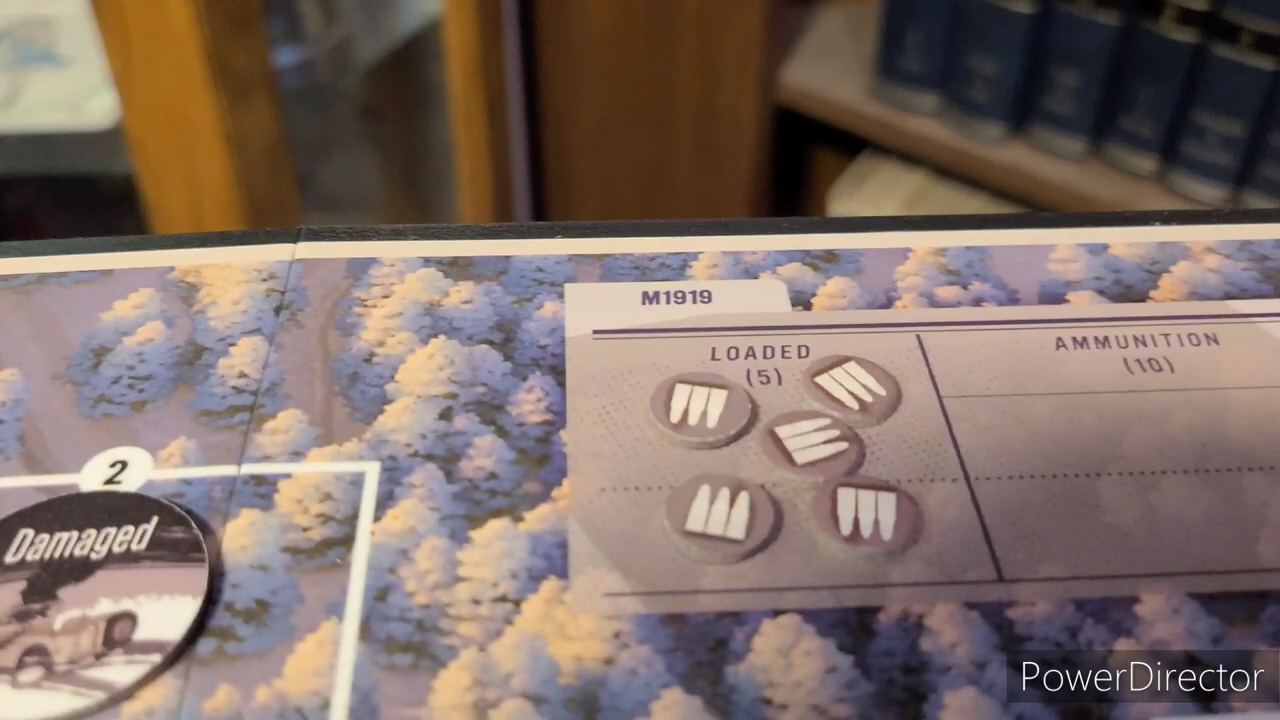 M1919
LOADED
(5)
AMMUNITION
(10)
2
Damaged
PowerDirector